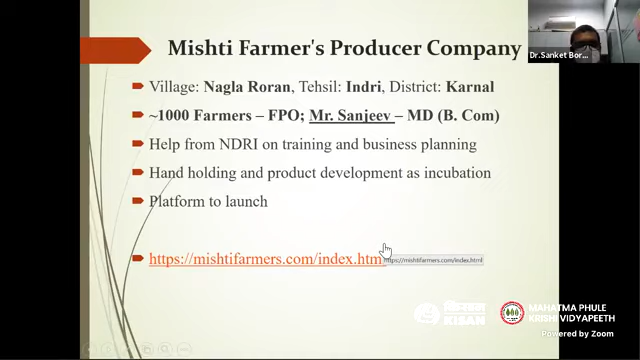 Mishti Farmer's Producer Company
Dr.Sanket Bor...
Village: Nagla Roran, Tehsil: Indri, District: Karnal
~1000 Farmers – FPO; Mr. Sanjeev – MD (B. Com)
Help from NDRI on training and business planning
Hand holding and product development as incubation
Platform to launch
https://mishtifarmers.com/index.htm
https://mishtifarmers.com/index.html
किसान
KISAN
MAHATMA PHULE
KRISHI VIDYAPEETH
Powered by Zoom